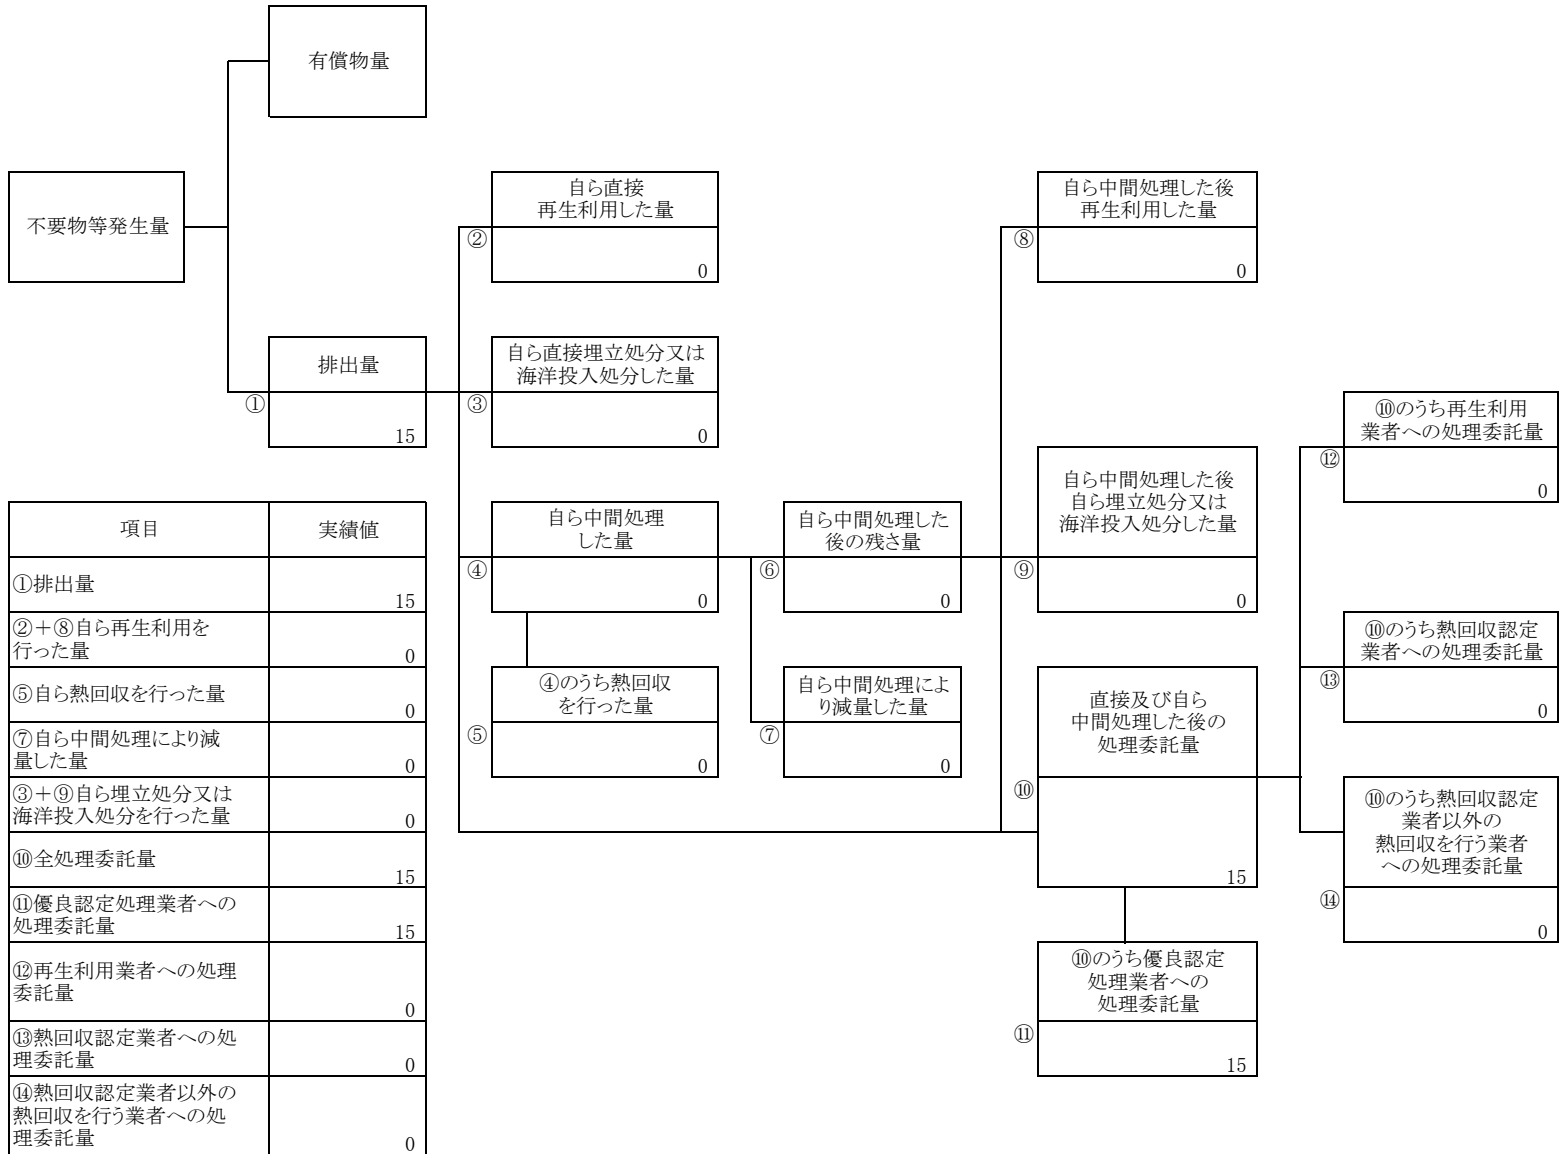 有償物量
不要物等発生量
自ら直接
再生利用した量
②
0
自ら中間処理した後
再生利用した量
⑧
0
排出量
①
15
自ら直接埋立処分又は
海洋投入処分した量
③
0
⑩のうち再生利用
業者への処理委託量
⑫
0
自ら中間処理
した量
④
0
自ら中間処理した
後の残さ量
⑥
0
自ら中間処理した後
自ら埋立処分又は
海洋投入処分した量
⑨
0
⑩のうち熱回収認定
業者への処理委託量
⑬
0
④のうち熱回収
を行った量
⑤
0
自ら中間処理によ
り減量した量
⑦
0
直接及び自ら
中間処理した後の
処理委託量
⑩
15
⑩のうち熱回収認定
業者以外の
熱回収を行う業者
への処理委託量
⑭
0
⑩のうち優良認定
処理業者への
処理委託量
⑪
15
項目
実績値
①排出量
15
②＋⑧自ら再生利用を
行った量
0
⑤自ら熱回収を行った量
0
⑦自ら中間処理により減
量した量
0
③＋⑨自ら埋立処分又は
海洋投入処分を行った量
0
⑩全処理委託量
15
⑪優良認定処理業者への
処理委託量
15
⑫再生利用業者への処理
委託量
0
⑬熱回収認定業者への処
理委託量
0
⑭熱回収認定業者以外の
熱回収を行う業者への処
理委託量
0